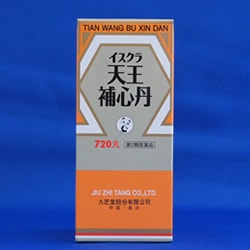 TIAN WANG BU XIN DAN
イスクラ
天王
補心丹
720丸
第2類医薬品
JIU ZHI TANG CO.,LTD.
九芝堂股份有限公司